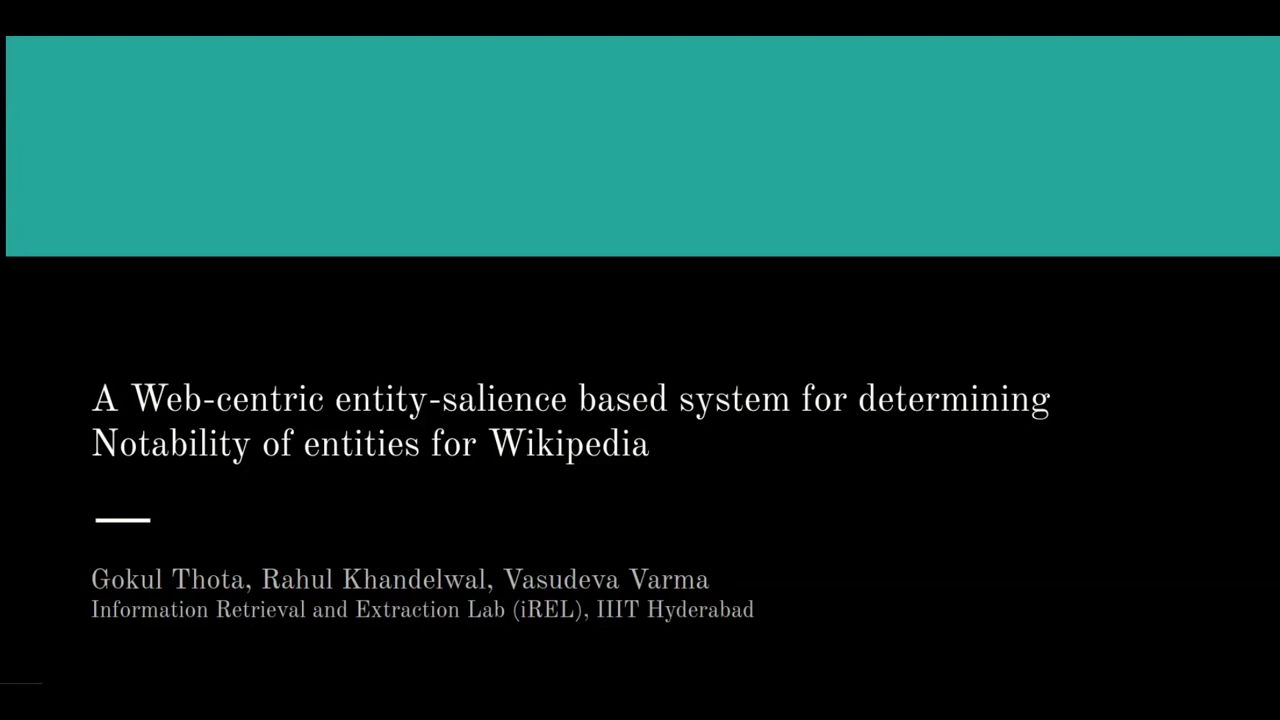 A Web-centric entity-salience based system for determining
Notability of entities for Wikipedia
Gokul Thota, Rahul Khandelwal, Vasudeva Varma
Information Retrieval and Extraction Lab (iREL), IIIT Hyderabad